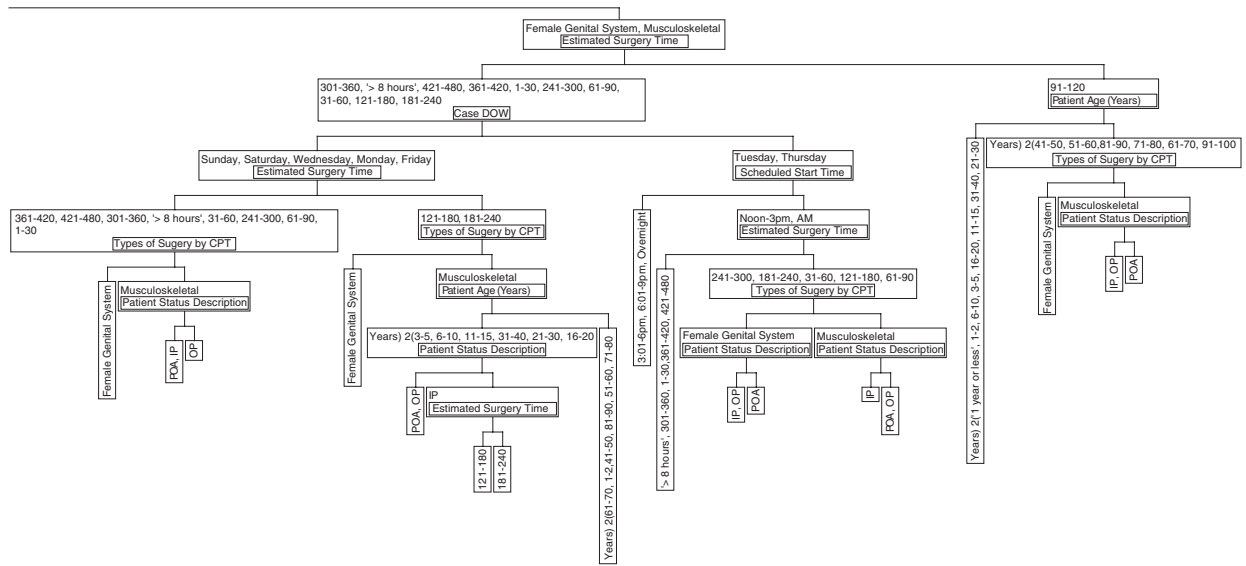 Female Genital System, Musculoskeletal
Estimated Surgery Time
301-360, '> 8 hours', 421-480, 361-420, 1-30, 241-300, 61-90,
31-60, 121-180, 181-240
Case DOW
91-120
Patient Age (Years)
Sunday, Saturday, Wednesday, Monday, Friday
Estimated Surgery Time
Tuesday, Thursday
Scheduled Start Time
Years) 2('1 year or less', 1-2, 6-10, 3-5, 16-20, 11-15, 31-40, 21-30
Years) 2(41-50, 51-60,81-90, 71-80, 61-70, 91-100
Types of Sugery by CPT
361-420, 421-480, 301-360, '> 8 hours', 31-60, 241-300, 61-90,
1-30
Types of Sugery by CPT
121-180, 181-240
Types of Sugery by CPT
3:01-6pm, 6:01-9pm, Overnight
Noon-3pm, AM
Estimated Surgery Time
Female Genital System
Musculoskeletal
Patient Status Description
Female Genital System
Musculoskeletal
Patient Status Description
Female Genital System
Musculoskeletal
Patient Age (Years)
'> 8 hours', 301-360, 1-30,361-420, 421-480
241-300, 181-240, 31-60, 121-180, 61-90
Types of Sugery by CPT
IP, OP
POA
POA, IP
OP
Years) 2(3-5, 6-10, 11-15, 31-40, 21-30, 16-20
Patient Status Description
Years) 2(61-70, 1-2,41-50, 81-90, 51-60, 71-80
Female Genital System
Patient Status Description
Musculoskeletal
Patient Status Description
POA, OP
IP
Estimated Surgery Time
IP, OP
POA
IP
POA, OP
121-180
181-240